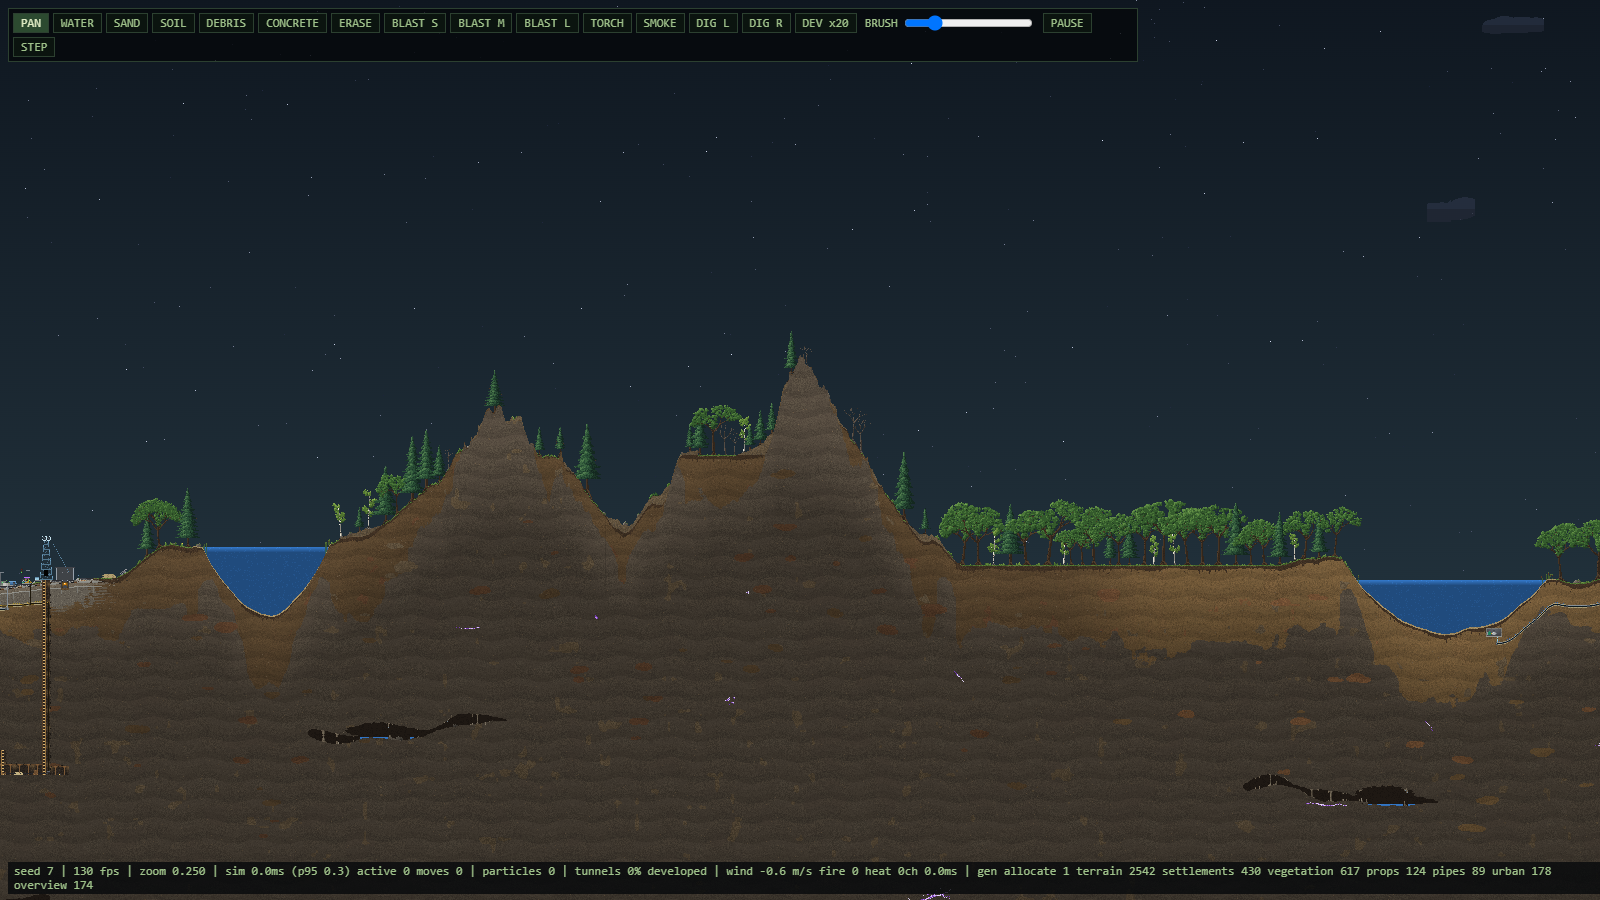 PAN WATER SAND SOIL DEBRIS CONCRETE ERASE BLAST S BLAST M BLAST L TORCH SMOKE DIG L DIG R DEV x20 BRUSH PAUSE
STEP
seed 7 | 130 fps | zoom 0.250 | sim 0.0ms (p95 0.3) active 0 moves 0 | particles 0 | tunnels 0% developed | wind -0.6 m/s fire 0 heat 0ch 0.0ms | gen allocate 1 terrain 2542 settlements 430 vegetation 617 props 124 pipes 89 urban 178
overview 174